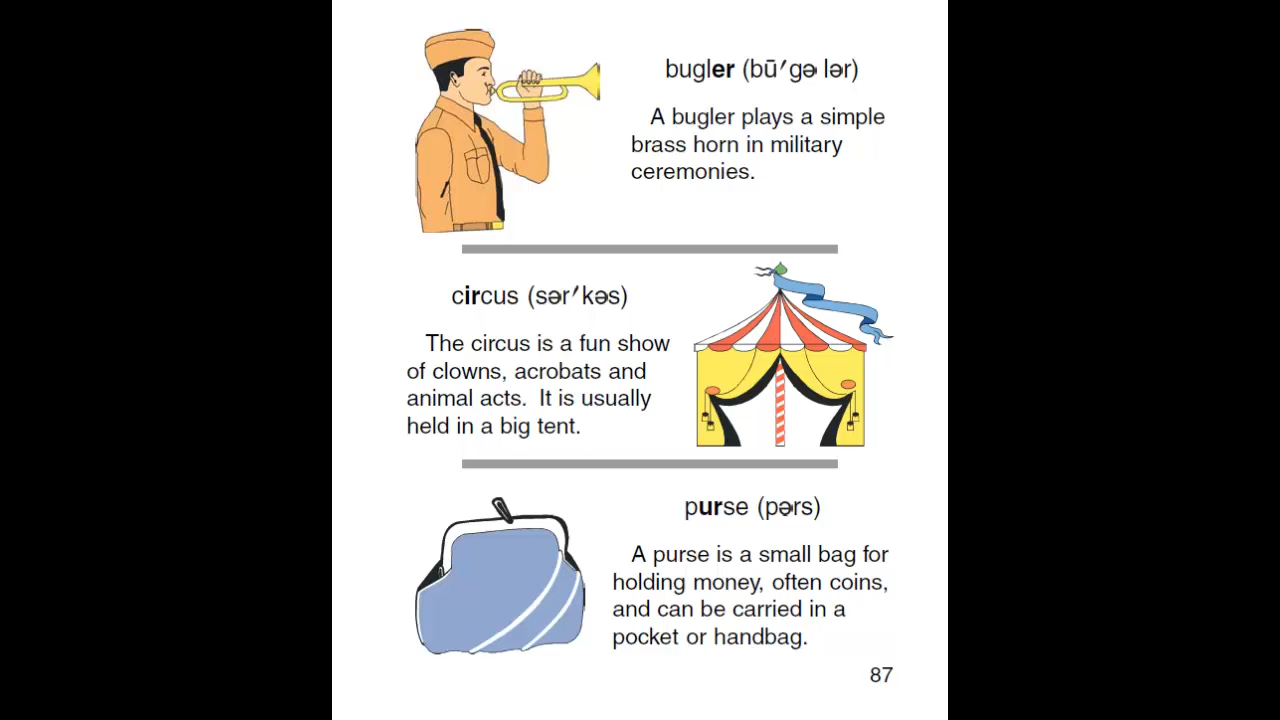 bugler (bū′gə lər)
A bugler plays a simple
brass horn in military
ceremonies.
circus (sər′kəs)
The circus is a fun show
of clowns, acrobats and
animal acts. It is usually
held in a big tent.
purse (pərs)
A purse is a small bag for
holding money, often coins,
and can be carried in a
pocket or handbag.
87